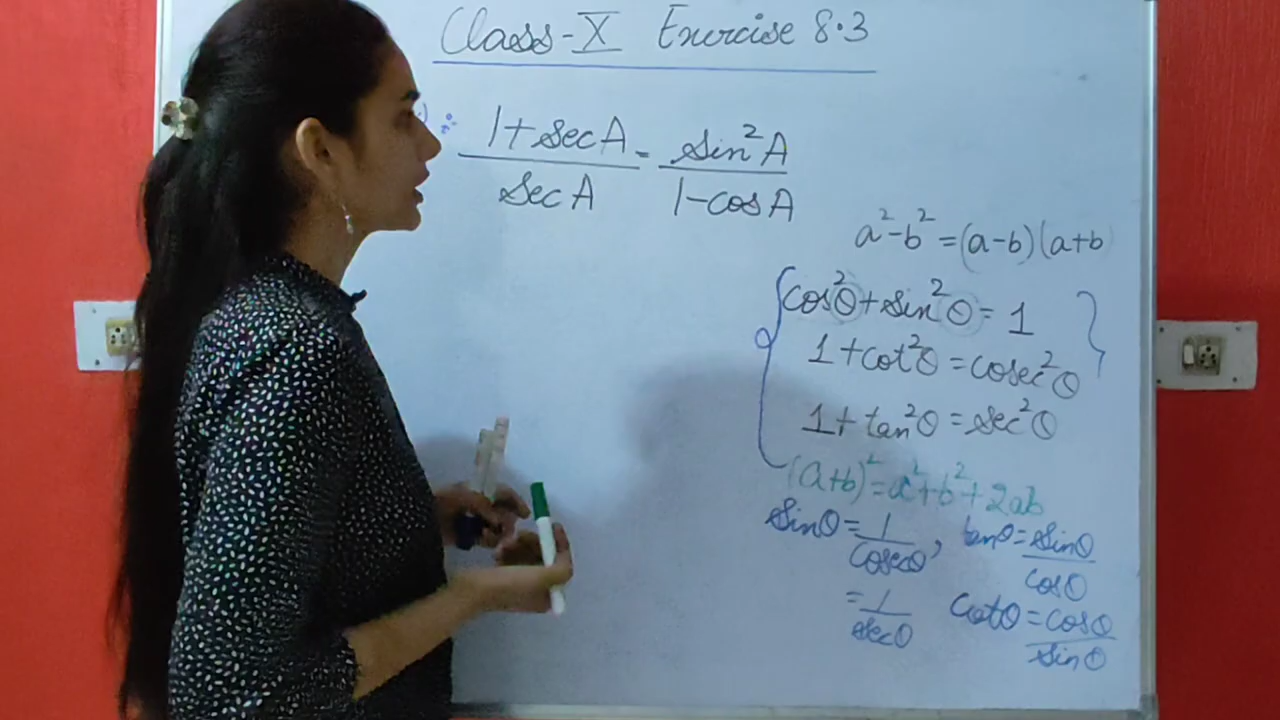 Class-X Exercise 8.3
) ∴ 1+secA/secA = sin²A/1-cosA
a²-b²=(a-b)(a+b
cos²θ+sin²θ=1
1+cot²θ=cosec²θ
1+tan²θ=sec²θ
(a+b)²=a²+b²+2ab
sinθ=1/cosecθ, tanθ=sinθ/cosθ
=1/secθ cotθ=cosθ/sinθ